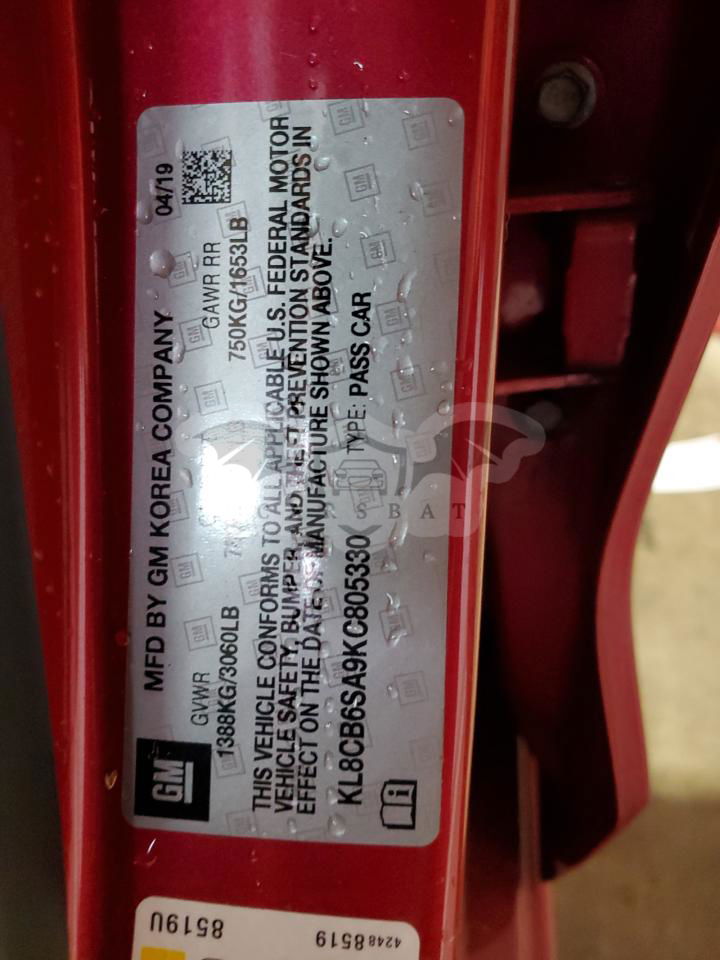 MFD BY GM KOREA COMPANY 04/19
GVWR GAWR RR
1388KG/3060LB 750KG/1653LB
THIS VEHICLE CONFORMS TO ALL APPLICABLE U.S. FEDERAL MOTOR
VEHICLE SAFETY, BUMPER, AND THEFT PREVENTION STANDARDS IN
EFFECT ON THE DATE OF MANUFACTURE SHOWN ABOVE.
KL8CB6SA9KC805330 TYPE: PASS CAR
GM
8519U
4248 8519